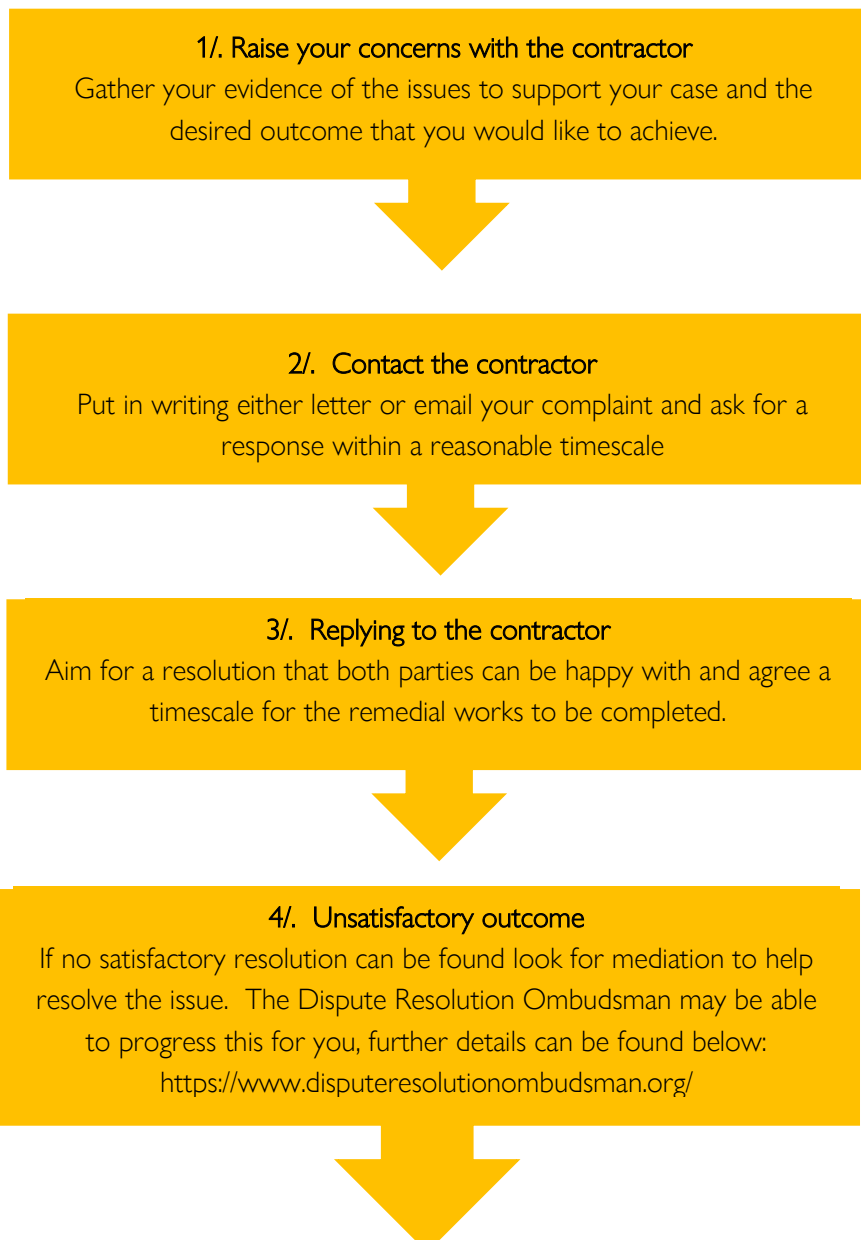 1/. Raise your concerns with the contractor
Gather your evidence of the issues to support your case and the
desired outcome that you would like to achieve.
2/.  Contact the contractor
Put in writing either letter or email your complaint and ask for a
response within a reasonable timescale
3/.  Replying to the contractor
Aim for a resolution that both parties can be happy with and agree a
timescale for the remedial works to be completed.
4/.  Unsatisfactory outcome
If no satisfactory resolution can be found look for mediation to help
resolve the issue.  The Dispute Resolution Ombudsman may be able
to progress this for you, further details can be found below:
https://www.disputeresolutionombudsman.org/